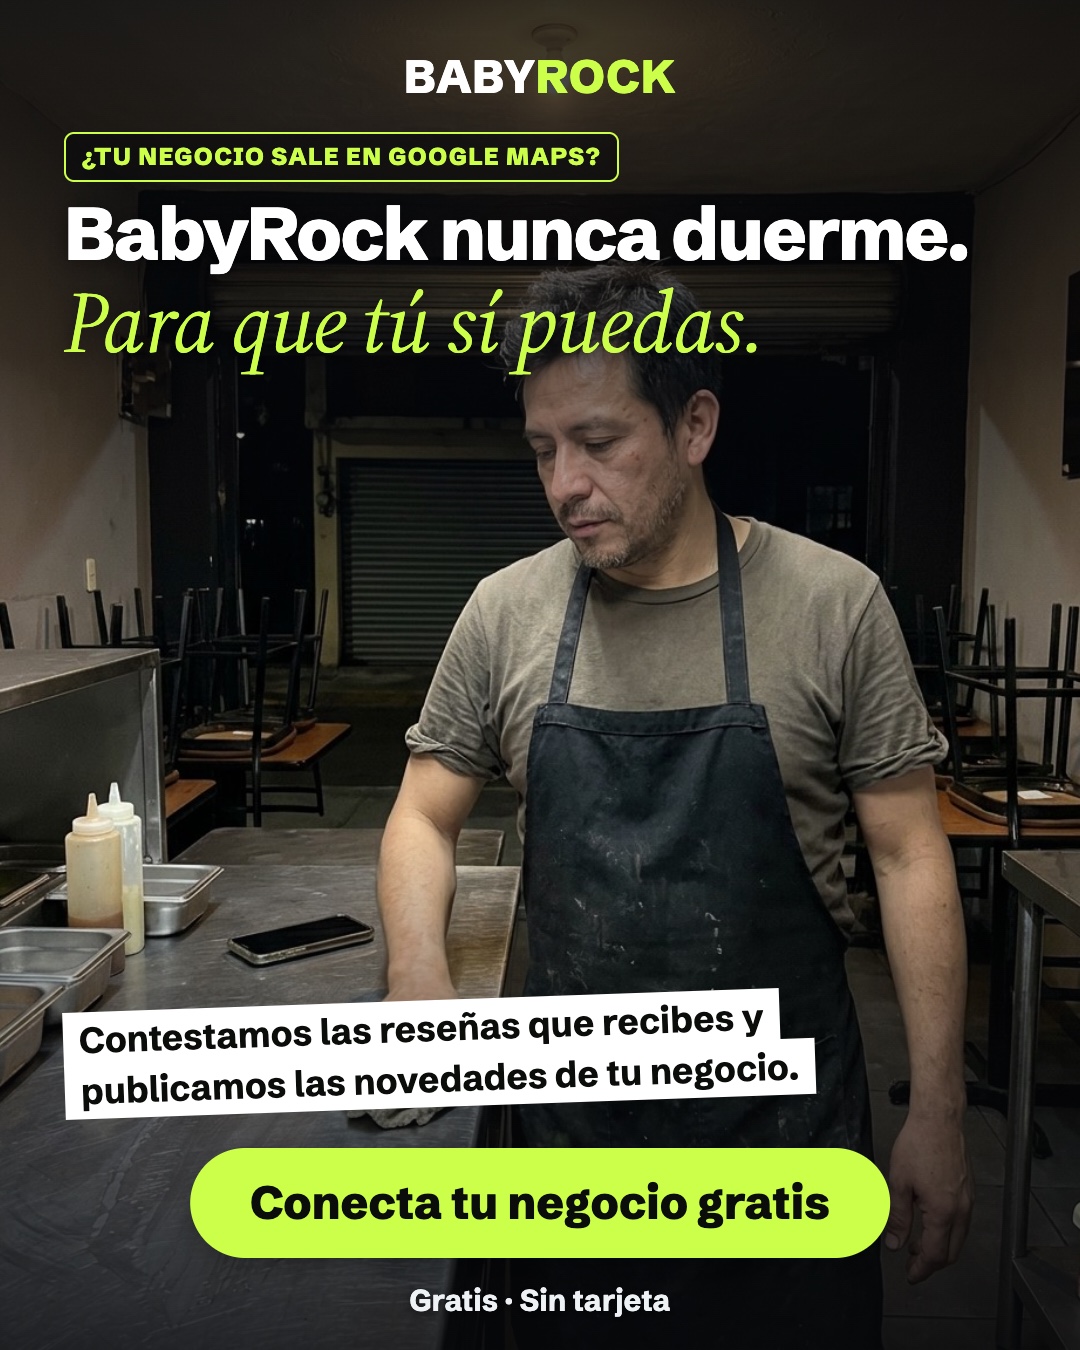 BABYROCK
¿TU NEGOCIO SALE EN GOOGLE MAPS?
BabyRock nunca duerme.
Para que tú sí puedas.
Contestamos las reseñas que recibes y
publicamos las novedades de tu negocio.
Conecta tu negocio gratis
Gratis · Sin tarjeta